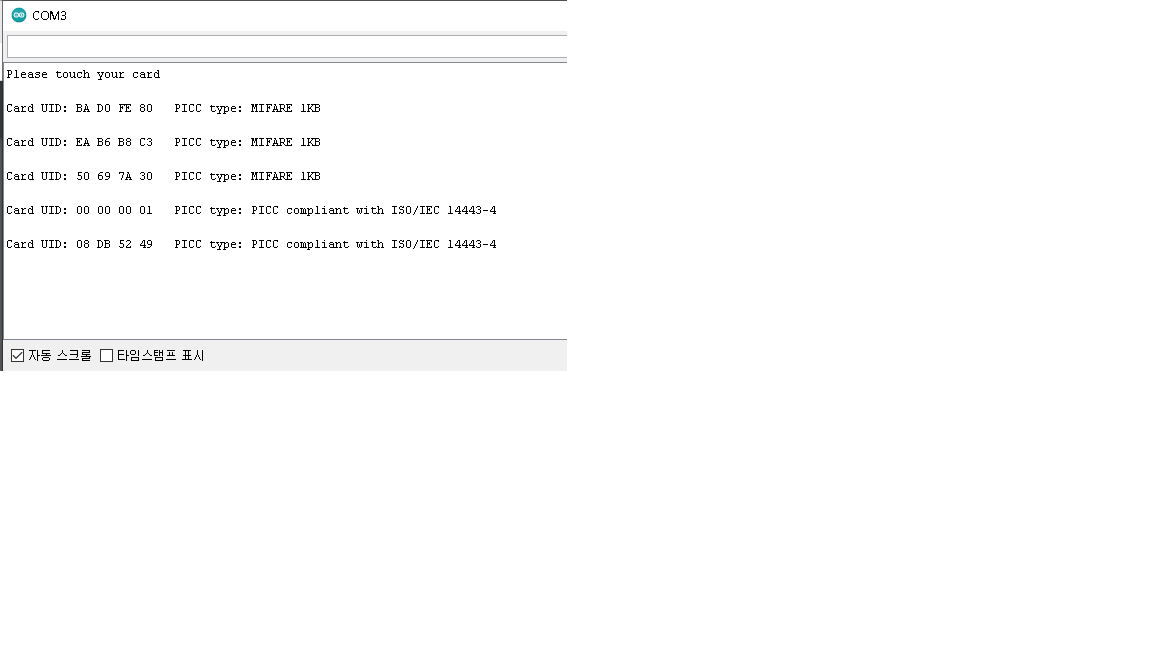 COM3
Please touch your card
Card UID: BA D0 FE 80   PICC type: MIFARE 1KB
Card UID: EA B6 B8 C3   PICC type: MIFARE 1KB
Card UID: 50 69 7A 30   PICC type: MIFARE 1KB
Card UID: 00 00 00 01   PICC type: PICC compliant with ISO/IEC 14443-4
Card UID: 08 DB 52 49   PICC type: PICC compliant with ISO/IEC 14443-4
자동 스크롤 타임스탬프 표시